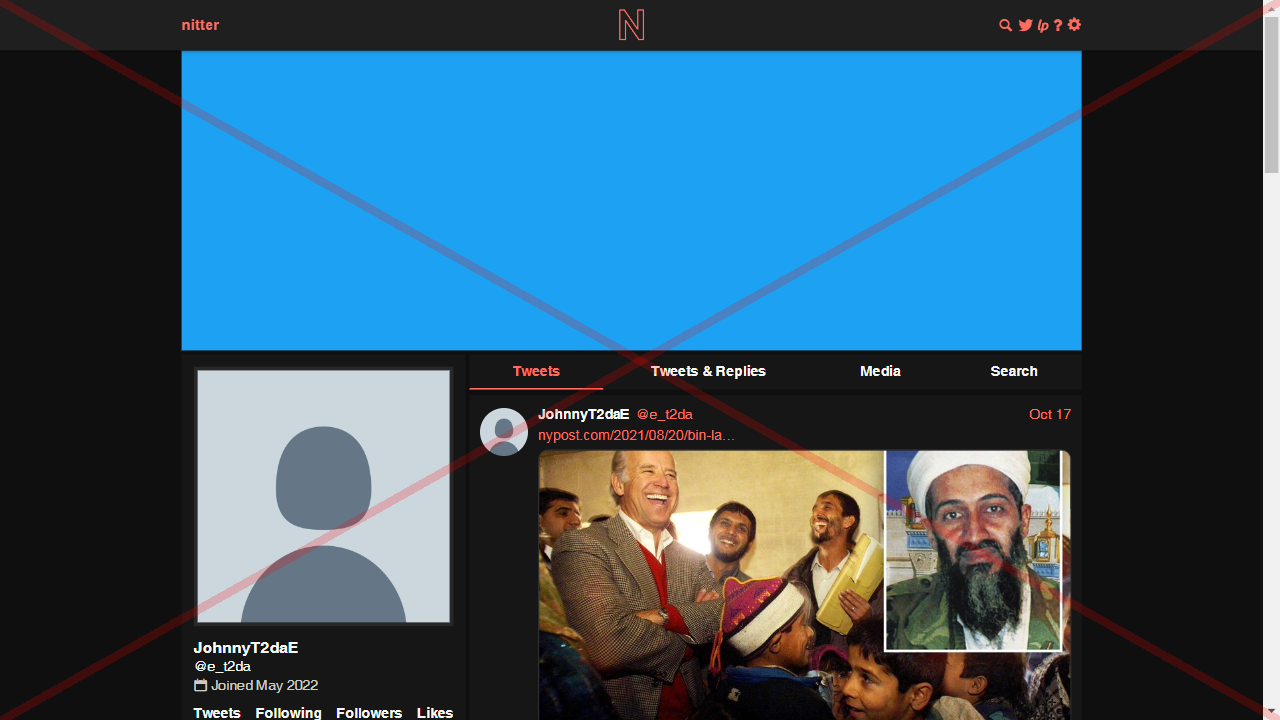 nitter
N
lp ?
Tweets Tweets & Replies Media Search
JohnnyT2daE @e_t2da Oct 17
nypost.com/2021/08/20/bin-la…
JohnnyT2daE
@e_t2da
Joined May 2022
Tweets Following Followers Likes